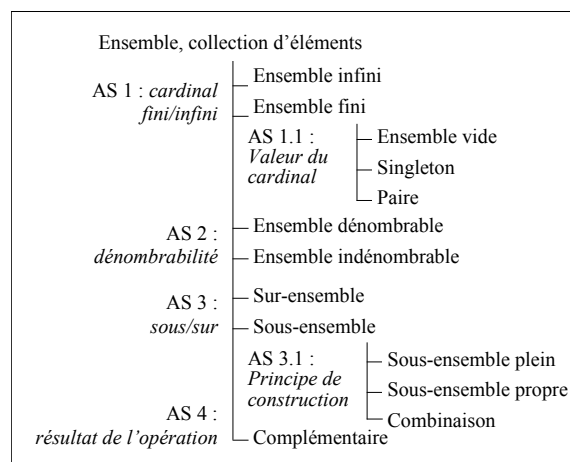 Ensemble, collection d’éléments
AS 1 : cardinal
fini/infini
Ensemble infini
Ensemble fini
AS 1.1 :
Valeur du
cardinal
Ensemble vide
Singleton
Paire
AS 2 :
dénombrabilité
Ensemble dénombrable
Ensemble indénombrable
AS 3 :
sous/sur
Sur-ensemble
Sous-ensemble
AS 3.1 :
Principe de
construction
Sous-ensemble plein
Sous-ensemble propre
Combinaison
AS 4 :
résultat de l’opération
Complémentaire